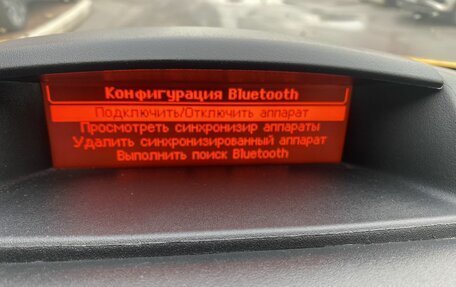 Конфигурация Bluetooth
Подключить/Отключить аппарат
Просмотреть синхронизир аппараты
Удалить синхронизированный аппарат
Выполнить поиск Bluetooth